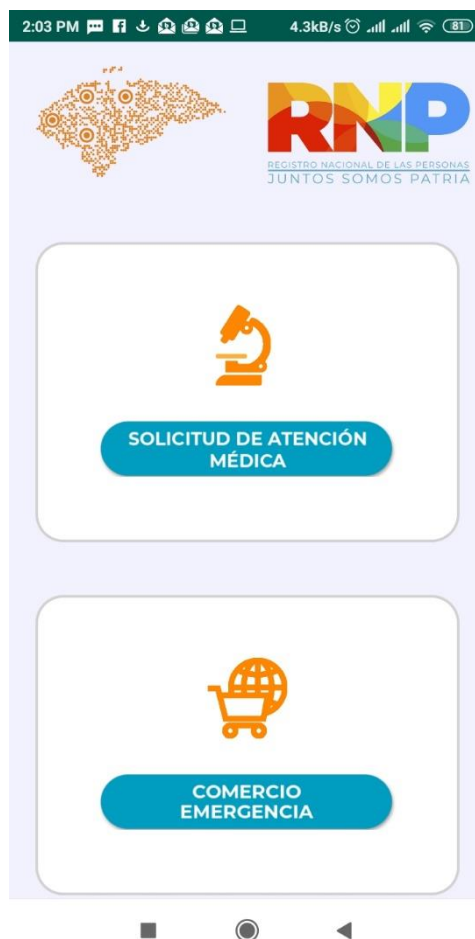 2:03 PM 4.3kB/s 81
RNP
REGISTRO NACIONAL DE LAS PERSONAS
JUNTOS SOMOS PATRIA
SOLICITUD DE ATENCIÓN
MÉDICA
COMERCIO
EMERGENCIA